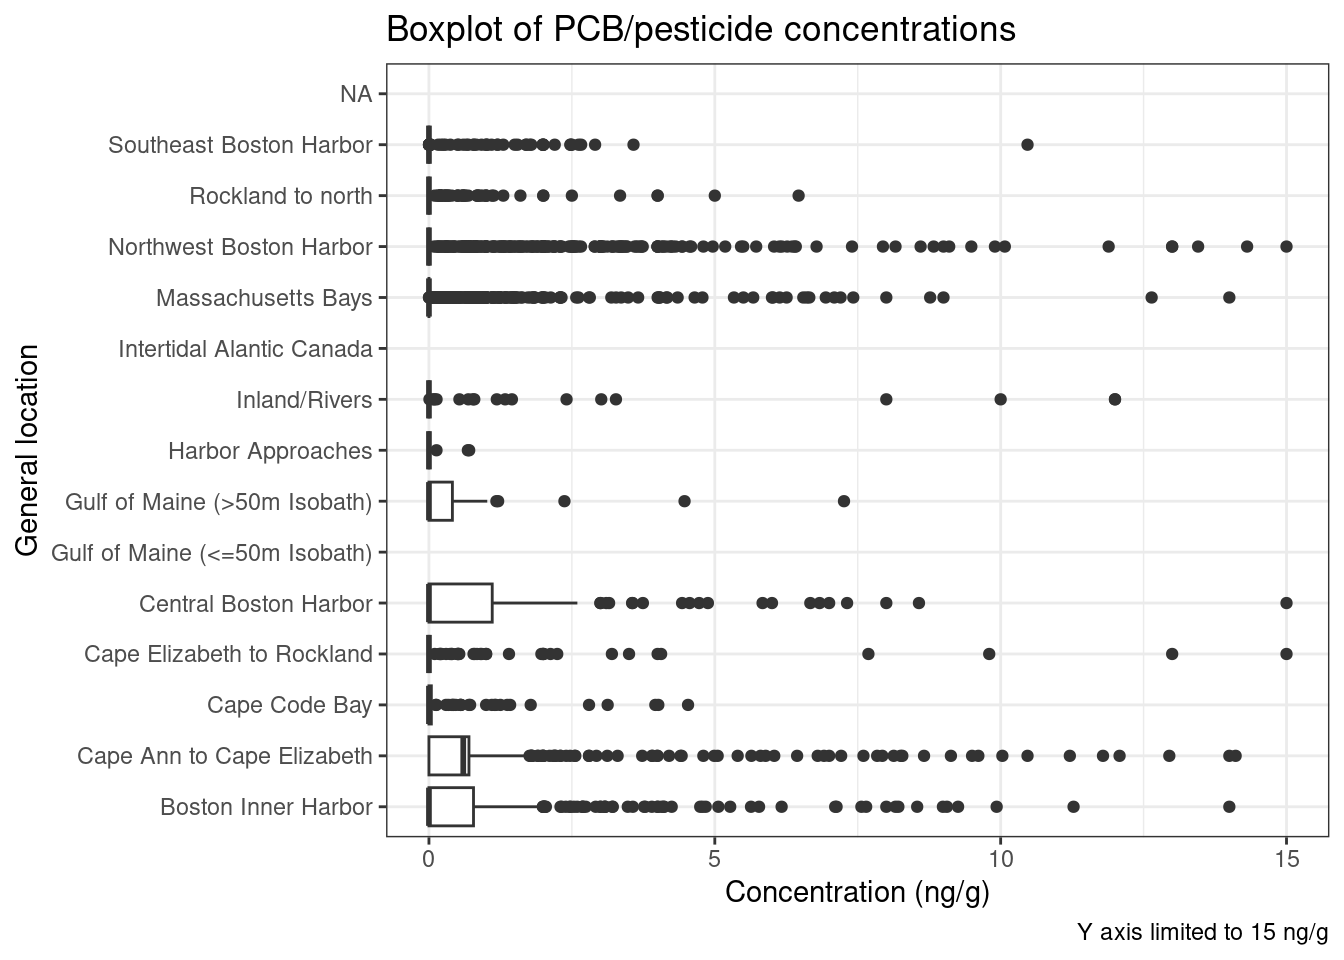 Boxplot of PCB/pesticide concentrations
General location
NA
Southeast Boston Harbor
Rockland to north
Northwest Boston Harbor
Massachusetts Bays
Intertidal Alantic Canada
Inland/Rivers
Harbor Approaches
Gulf of Maine (>50m Isobath)
Gulf of Maine (<=50m Isobath)
Central Boston Harbor
Cape Elizabeth to Rockland
Cape Code Bay
Cape Ann to Cape Elizabeth
Boston Inner Harbor
0 5 10 15
Concentration (ng/g)
Y axis limited to 15 ng/g